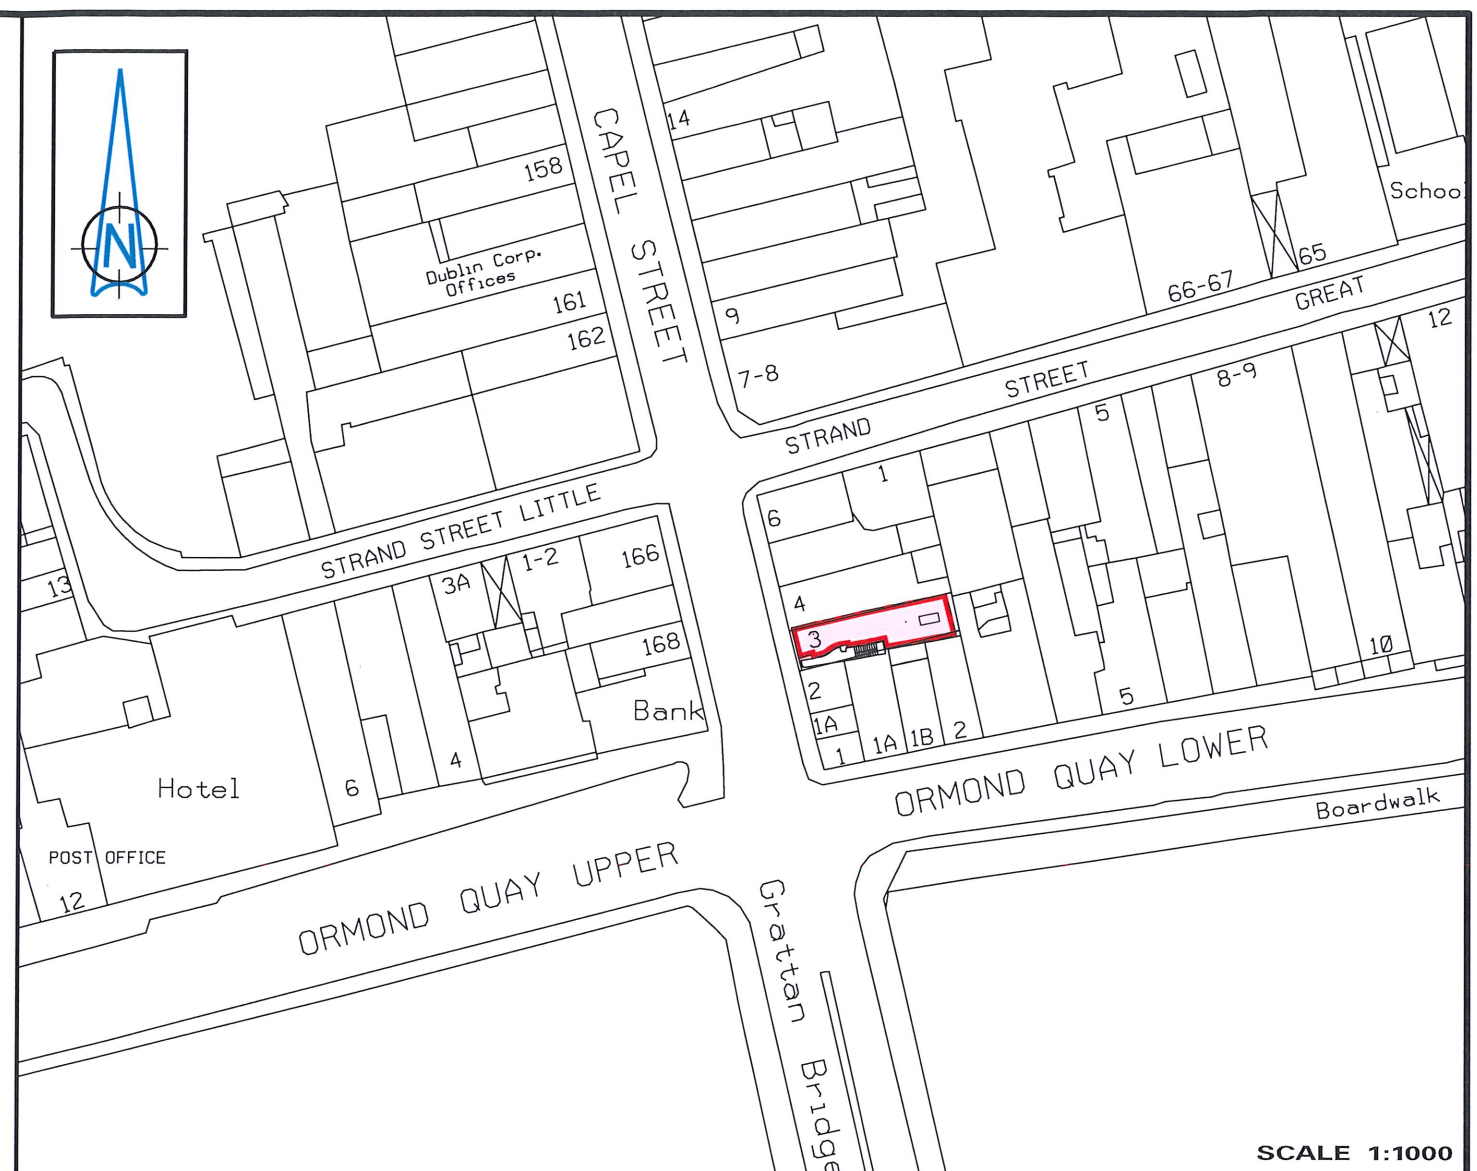 N
CAPEL STREET
14
158
Dublin Corp.
Offices
161
162
9
7-8
School
65
66-67
GREAT
STREET
STRAND
12
8-9
5
1
6
STRAND STREET LITTLE
13
3A
1-2
166
4
3
168
2
Bank
1A
1
1A
1B
2
5
10
Hotel
6
4
ORMOND QUAY LOWER
Boardwalk
POST OFFICE
12
ORMOND QUAY UPPER
Grattan Bridge
SCALE 1:1000